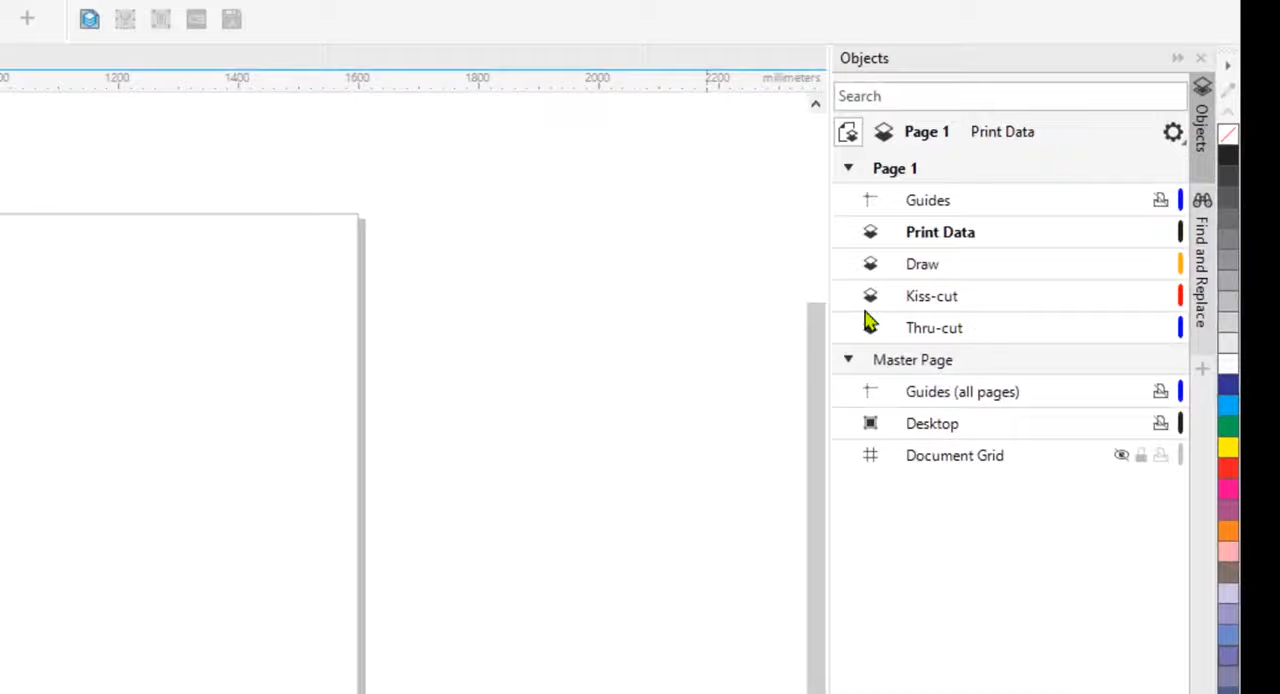 1200 1400 1600 1800 2000 2200 millimeters
Objects
Search
Page 1 Print Data
Page 1
Guides
Print Data
Draw
Kiss-cut
Thru-cut
Master Page
Guides (all pages)
Desktop
Document Grid
Objects
Find and Replace